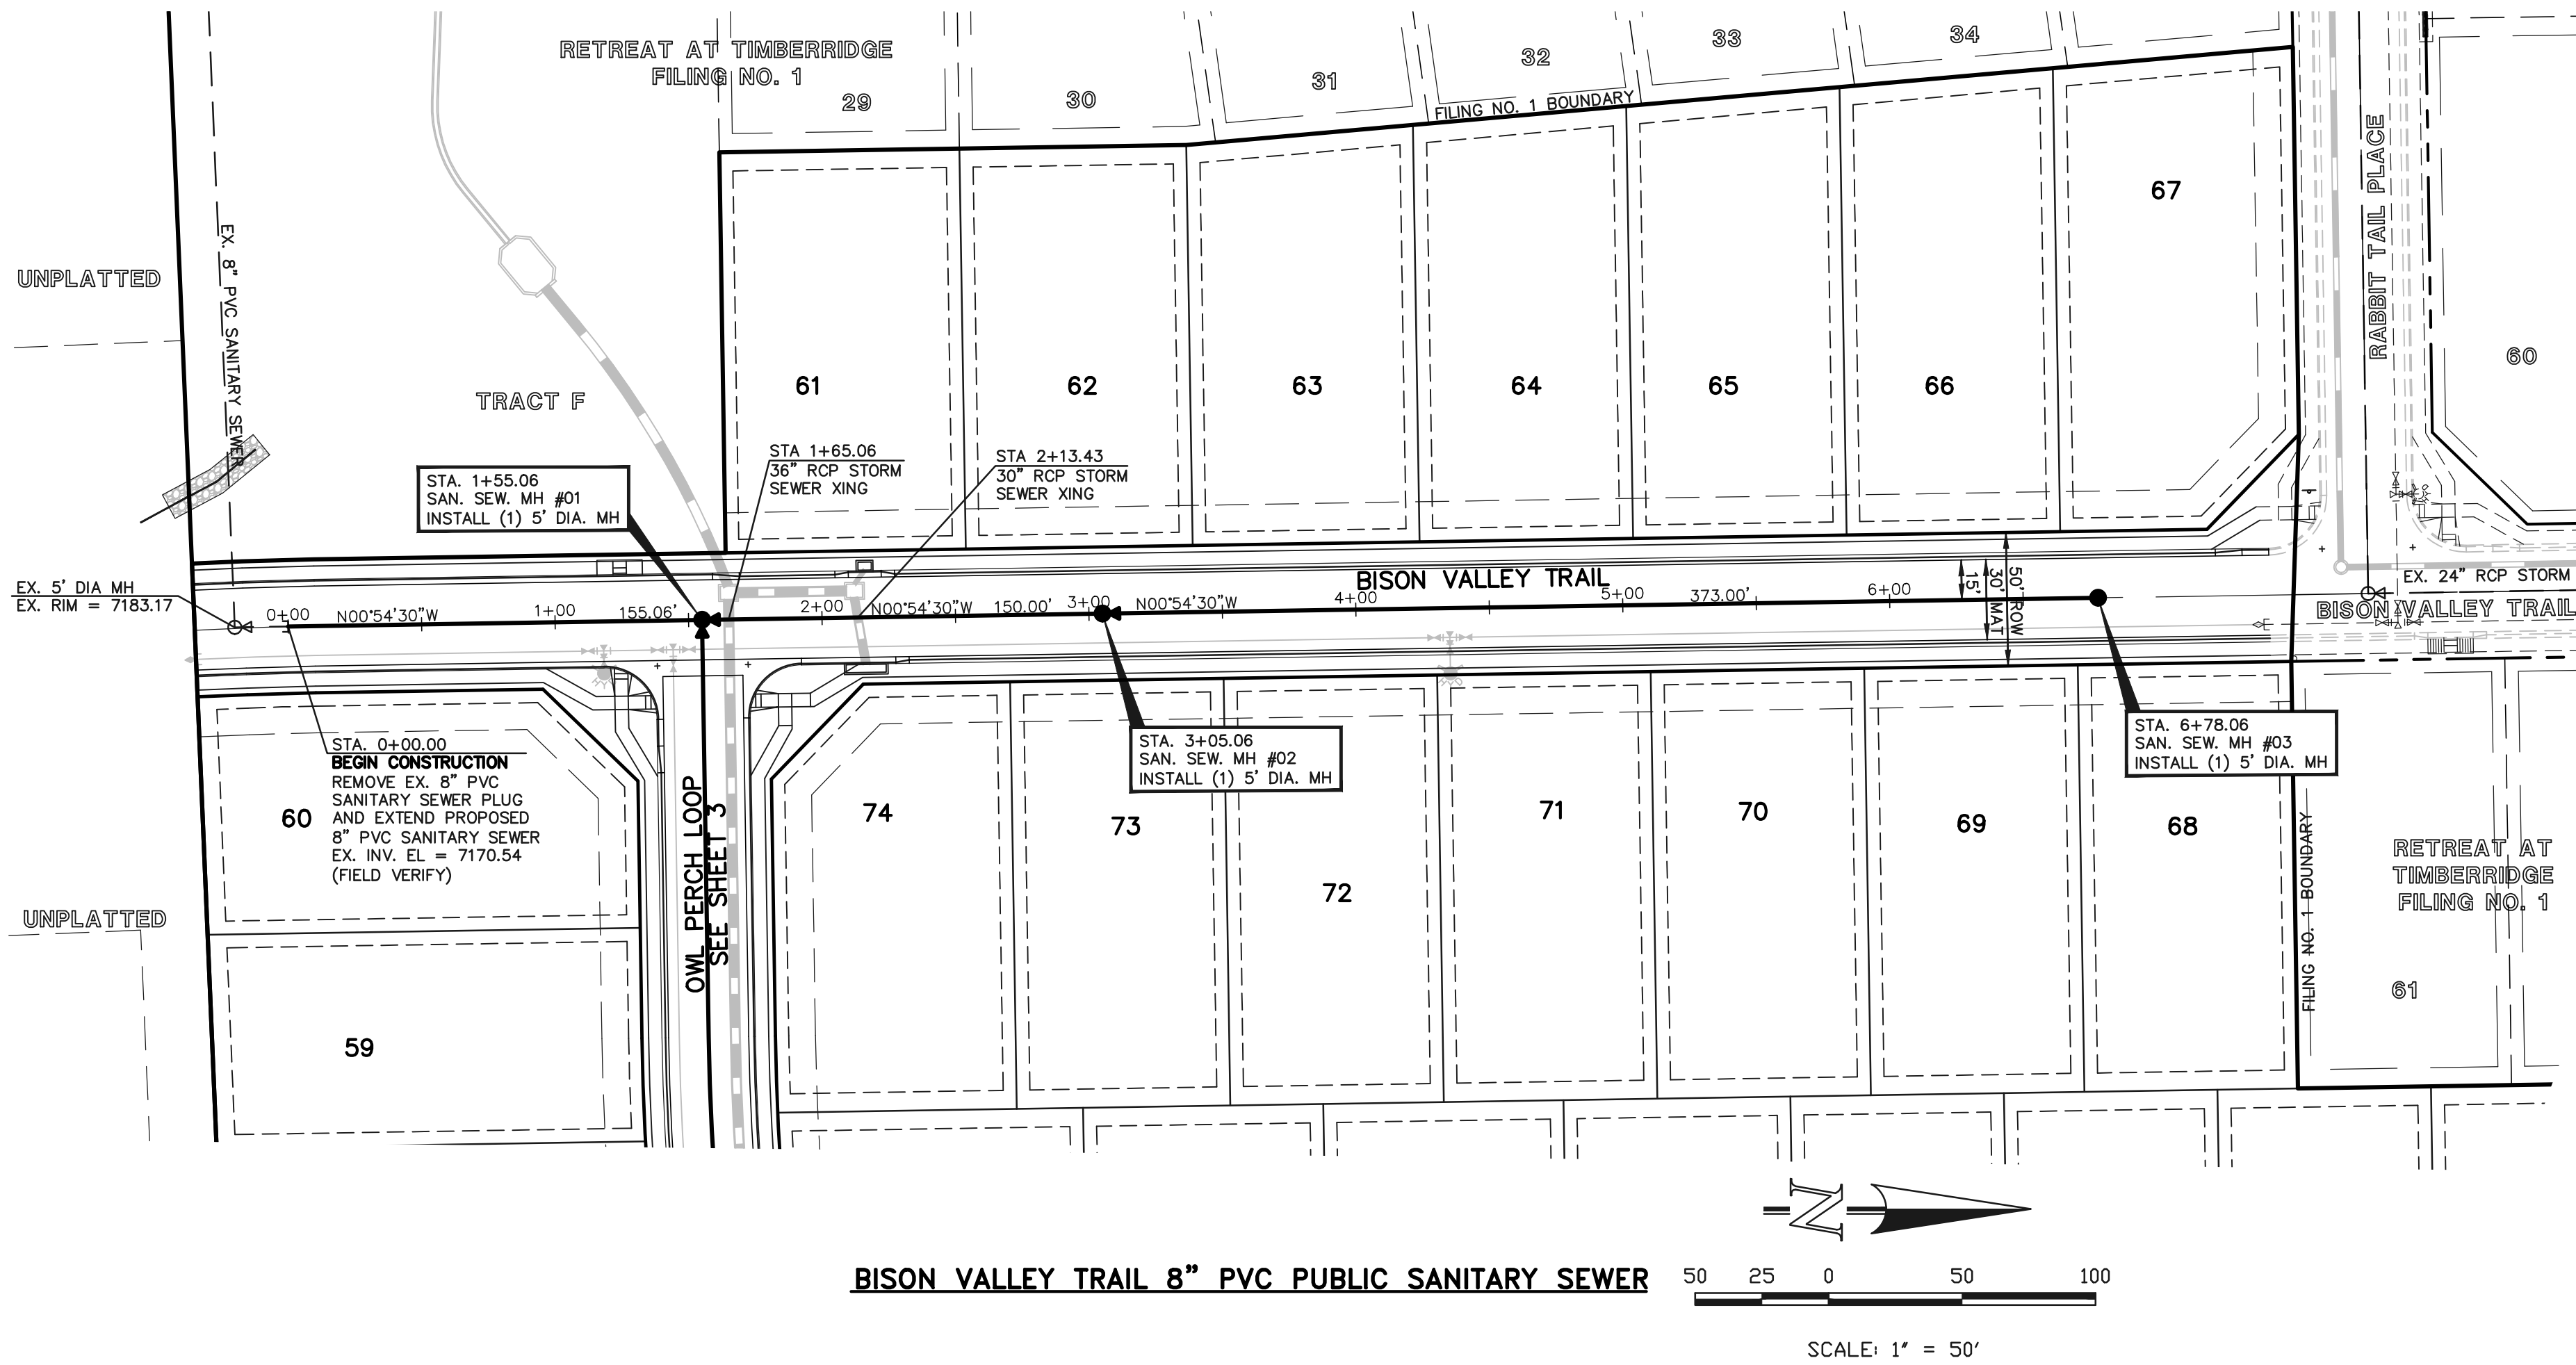 RETREAT AT TIMBERRIDGE
FILING NO. 1
29
30
31
32
33
34
FILING NO. 1 BOUNDARY
RABBIT TAIL PLACE
60
UNPLATTED
EX. 8" PVC SANITARY SEWER
TRACT F
61
62
63
64
65
66
67
STA. 1+55.06
SAN. SEW. MH #01
INSTALL (1) 5' DIA. MH
STA 1+65.06
36" RCP STORM
SEWER XING
STA 2+13.43
30" RCP STORM
SEWER XING
EX. 5' DIA MH
EX. RIM = 7183.17
0+00
N00°54'30"W
1+00
155.06'
2+00
N00°54'30"W
150.00'
3+00
N00°54'30"W
BISON VALLEY TRAIL
4+00
5+00
373.00'
6+00
15'
30' MAT
50' ROW
EX. 24" RCP STORM
BISON VALLEY TRAIL
STA. 0+00.00
BEGIN CONSTRUCTION
REMOVE EX. 8" PVC
SANITARY SEWER PLUG
AND EXTEND PROPOSED
8" PVC SANITARY SEWER
EX. INV. EL = 7170.54
(FIELD VERIFY)
60
59
UNPLATTED
OWL PERCH LOOP
SEE SHEET 3
STA. 3+05.06
SAN. SEW. MH #02
INSTALL (1) 5' DIA. MH
STA. 6+78.06
SAN. SEW. MH #03
INSTALL (1) 5' DIA. MH
74
73
72
71
70
69
68
FILING NO. 1 BOUNDARY
RETREAT AT
TIMBERRIDGE
FILING NO. 1
61
N
BISON VALLEY TRAIL 8" PVC PUBLIC SANITARY SEWER
50 25 0 50 100
SCALE: 1" = 50'